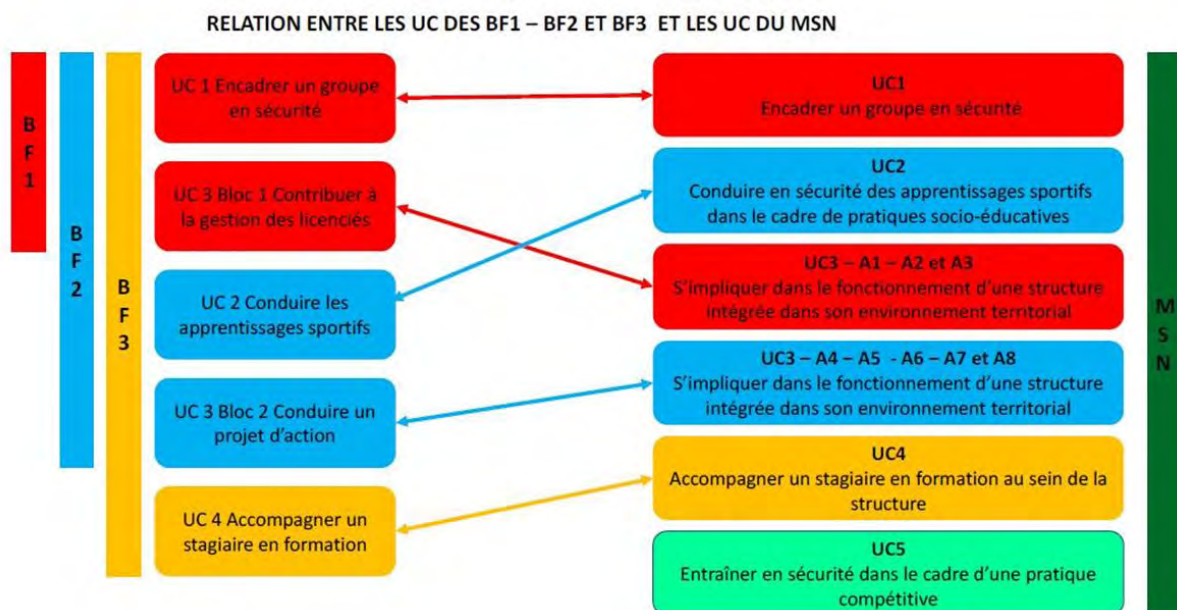 RELATION ENTRE LES UC DES BF1 – BF2 ET BF3 ET LES UC DU MSN
BF1
BF2
BF3
UC 1 Encadrer un groupe
en sécurité
UC 3 Bloc 1 Contribuer à
la gestion des licenciés
UC 2 Conduire les
apprentissages sportifs
UC 3 Bloc 2 Conduire un
projet d'action
UC 4 Accompagner un
stagiaire en formation
UC1
Encadrer un groupe en sécurité
UC2
Conduire en sécurité des apprentissages sportifs
dans le cadre de pratiques socio-éducatives
UC3 – A1 – A2 et A3
S'impliquer dans le fonctionnement d'une structure
intégrée dans son environnement territorial
UC3 – A4 – A5 - A6 – A7 et A8
S'impliquer dans le fonctionnement d'une structure
intégrée dans son environnement territorial
UC4
Accompagner un stagiaire en formation au sein de la
structure
UC5
Entraîner en sécurité dans le cadre d'une pratique
compétitive
MSN